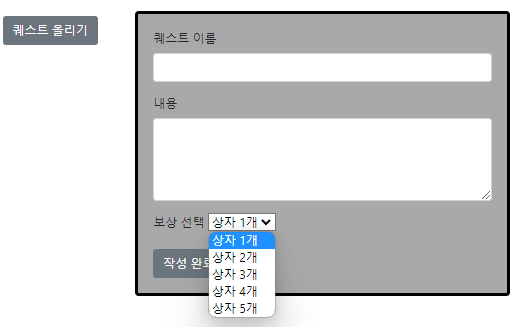 퀘스트 올리기
퀘스트 이름
내용
보상 선택 상자 1개
상자 1개
작성 완료
상자 2개
상자 3개
상자 4개
상자 5개